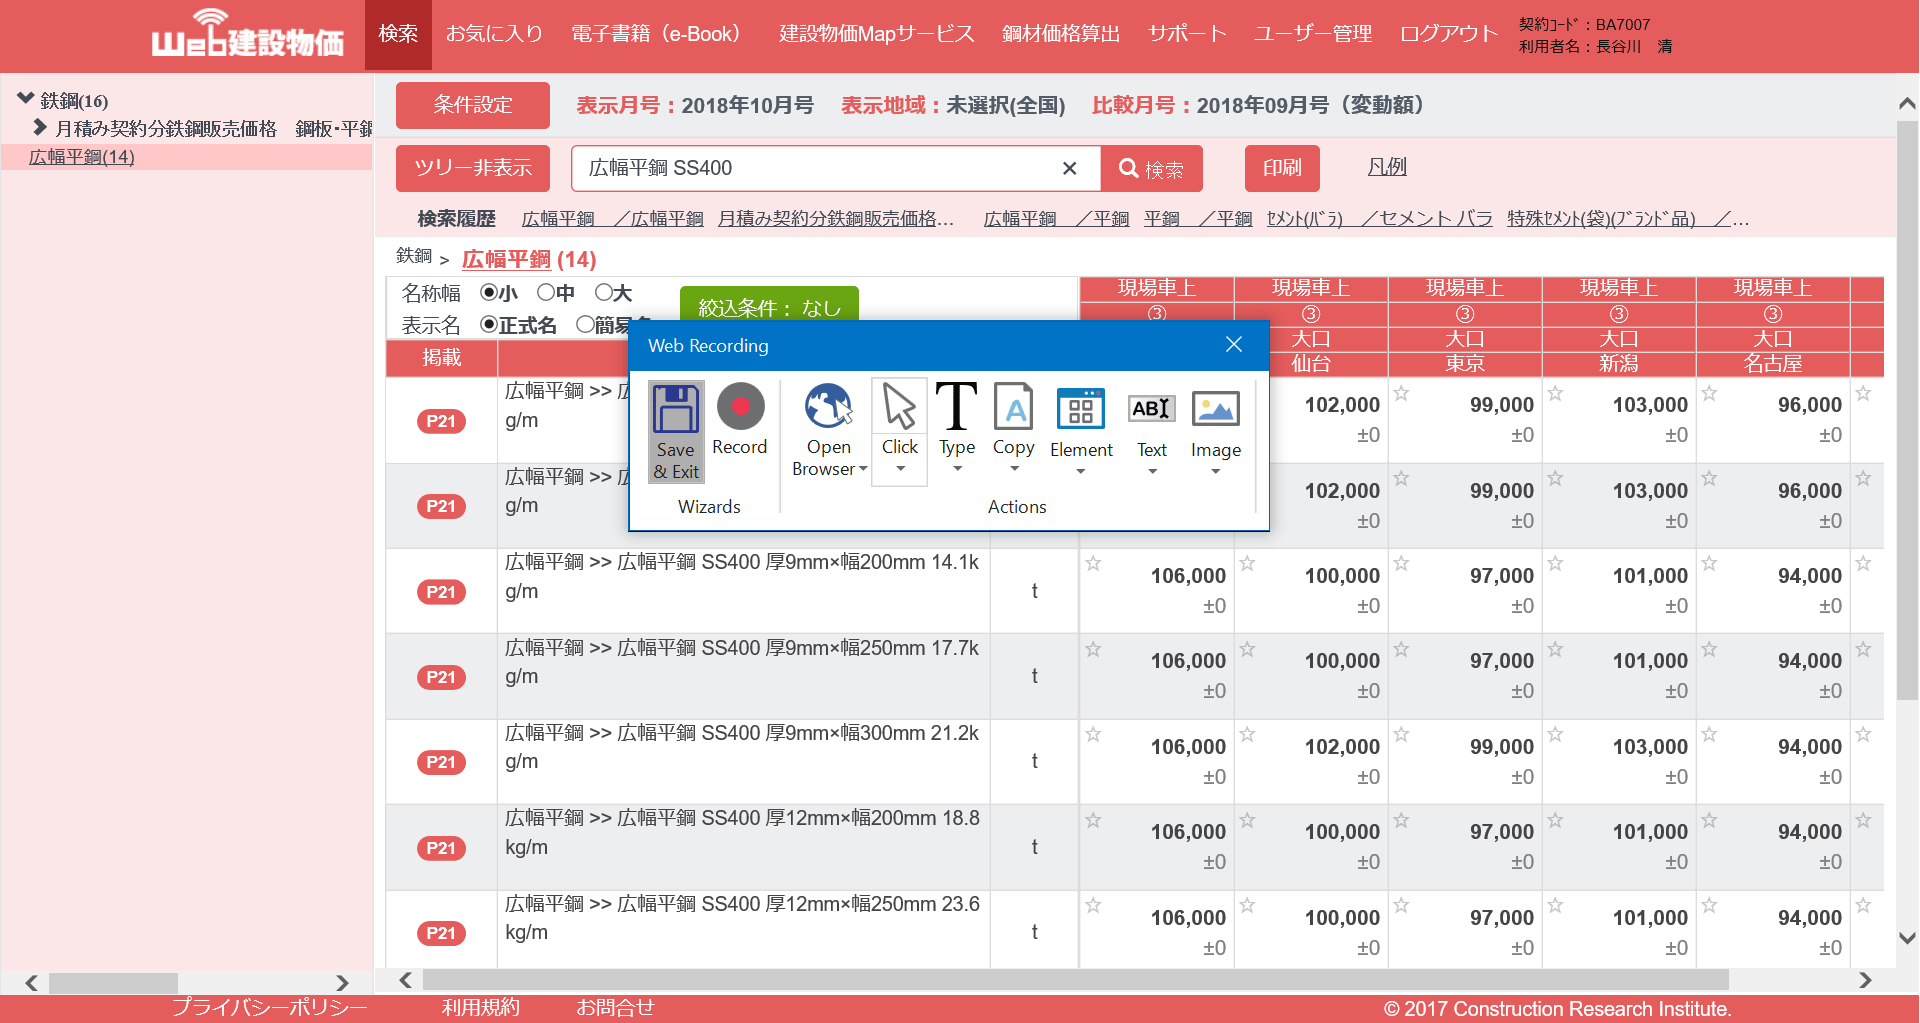 Web建設物価
検索 お気に入り 電子書籍（e-Book） 建設物価Mapサービス 鋼材価格算出 サポート ユーザー管理 ログアウト
契約ｺｰﾄﾞ：BA7007
利用者名：長谷川　清
鉄鋼(16)
月積み契約分鉄鋼販売価格　鋼板･平鋼
広幅平鋼(14)
条件設定 表示月号：2018年10月号 表示地域：未選択(全国) 比較月号：2018年09月号（変動額）
ツリー非表示 広幅平鋼 SS400 × 検索 印刷 凡例
検索履歴 広幅平鋼　／広幅平鋼 月積み契約分鉄鋼販売価格… 広幅平鋼　／平鋼 平鋼　／平鋼 ｾﾒﾝﾄ(ﾊﾞﾗ)　／セメント バラ 特殊ｾﾒﾝﾄ(袋)(ﾌﾞﾗﾝﾄﾞ品)　／…
鉄鋼 > 広幅平鋼 (14)
名称幅 小 中 大
表示名 正式名
絞込条件： なし
掲載
現場車上 現場車上 現場車上 現場車上 現場車上
③ ③ ③ ③ ③
大口 大口 大口 大口
仙台 東京 新潟 名古屋
Web Recording
Save & Exit
Record
Open Browser
Click
Type
Copy
Element
ABI
Text
Image
Wizards
Actions
P21 広幅平鋼 >> 102,000 99,000 103,000 96,000
g/m ±0 ±0 ±0 ±0
P21 広幅平鋼 >> 102,000 99,000 103,000 96,000
g/m ±0 ±0 ±0 ±0
P21 広幅平鋼 >> 広幅平鋼 SS400 厚9mm×幅200mm 14.1k
g/m t 106,000 100,000 97,000 101,000 94,000
±0 ±0 ±0 ±0 ±0
P21 広幅平鋼 >> 広幅平鋼 SS400 厚9mm×幅250mm 17.7k
g/m t 106,000 100,000 97,000 101,000 94,000
±0 ±0 ±0 ±0 ±0
P21 広幅平鋼 >> 広幅平鋼 SS400 厚9mm×幅300mm 21.2k
g/m t 106,000 102,000 99,000 103,000 94,000
±0 ±0 ±0 ±0 ±0
P21 広幅平鋼 >> 広幅平鋼 SS400 厚12mm×幅200mm 18.8
kg/m t 106,000 100,000 97,000 101,000 94,000
±0 ±0 ±0 ±0 ±0
P21 広幅平鋼 >> 広幅平鋼 SS400 厚12mm×幅250mm 23.6
kg/m t 106,000 100,000 97,000 101,000 94,000
±0 ±0 ±0 ±0 ±0
プライバシーポリシー 利用規約 お問合せ © 2017 Construction Research Institute.